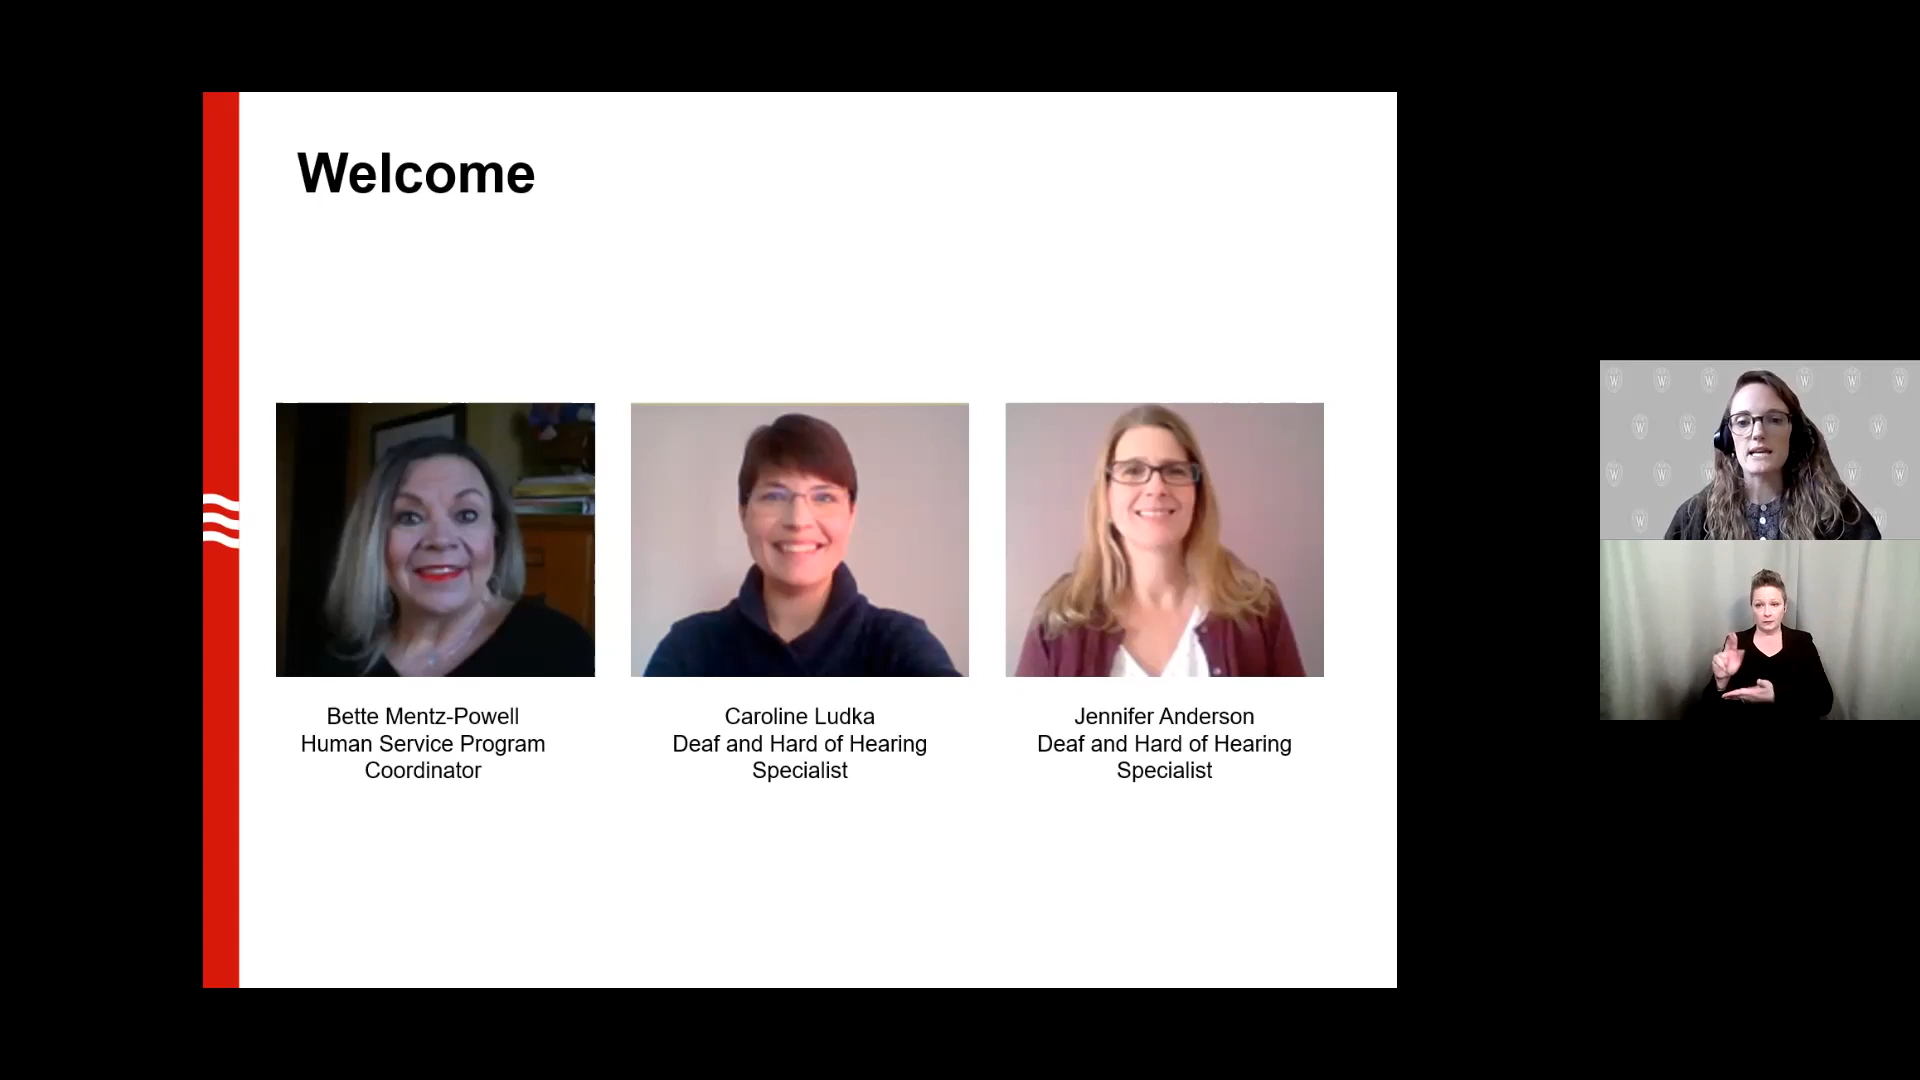 Welcome
Bette Mentz-Powell
Human Service Program
Coordinator
Caroline Ludka
Deaf and Hard of Hearing
Specialist
Jennifer Anderson
Deaf and Hard of Hearing
Specialist